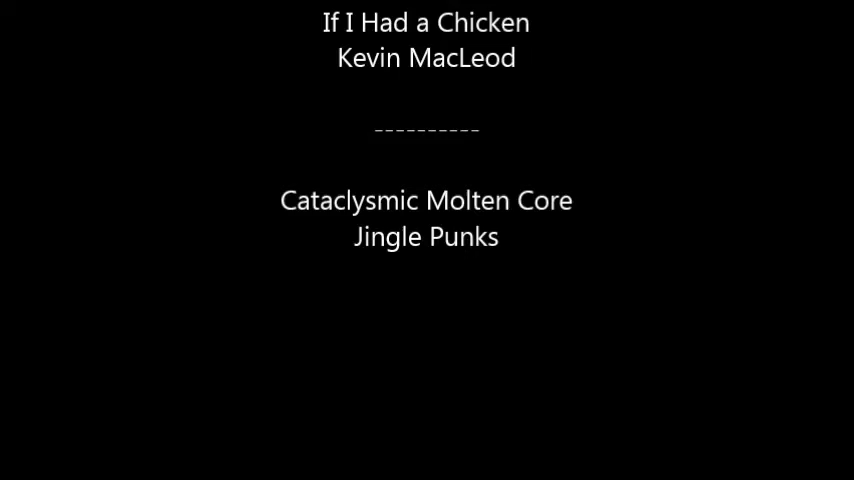 If I Had a Chicken
Kevin MacLeod
----------
Cataclysmic Molten Core
Jingle Punks